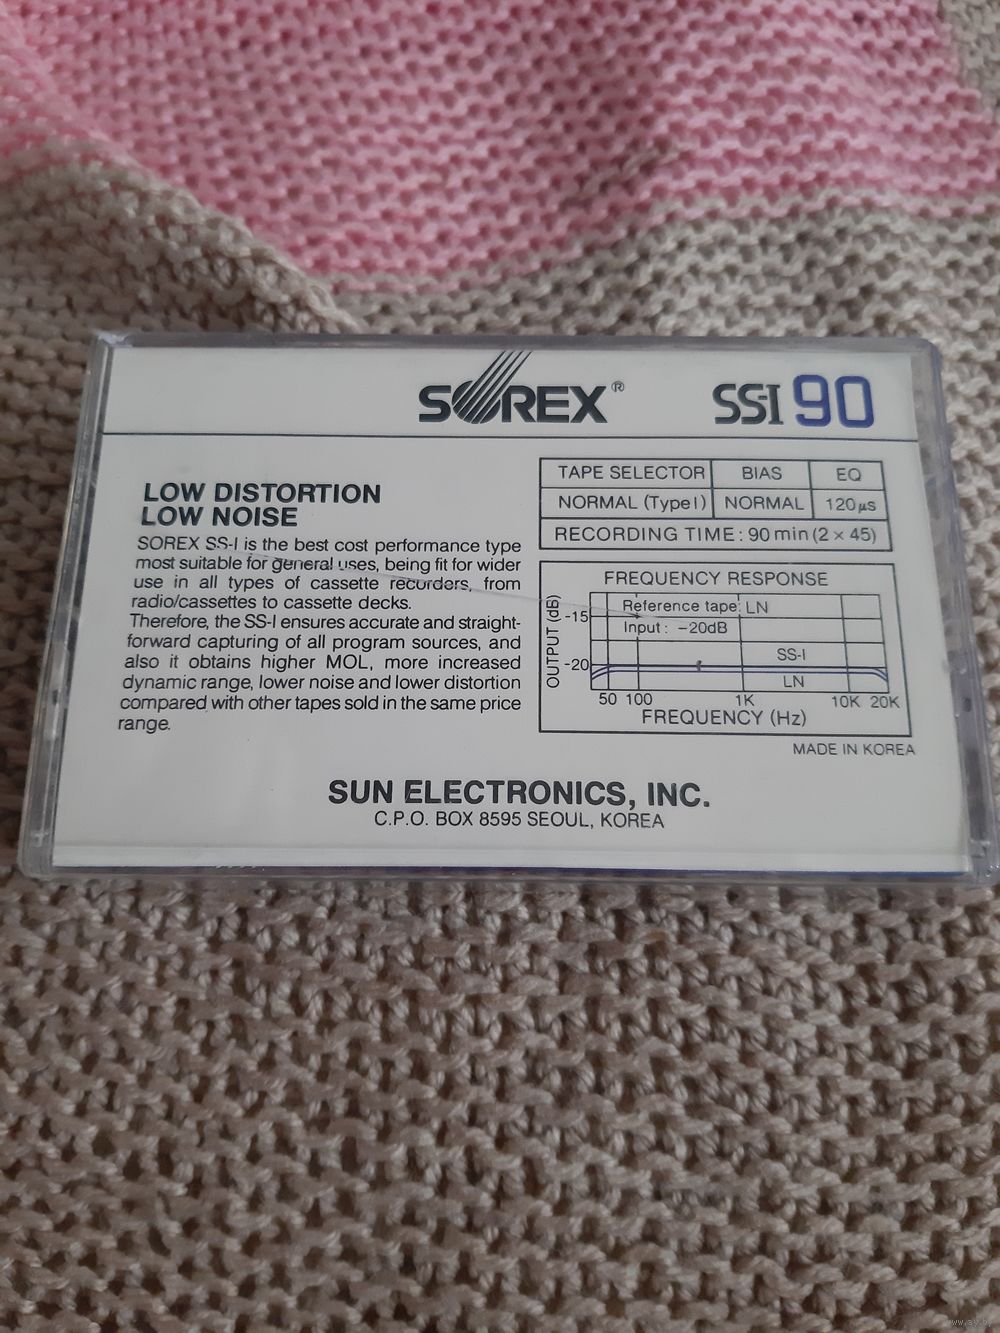 SOREX® SS-I 90
LOW DISTORTION
LOW NOISE
SOREX SS-I is the best cost performance type
most suitable for general uses, being fit for wider
use in all types of cassette recorders, from
radio/cassettes to cassette decks.
Therefore, the SS-I ensures accurate and straight-
forward capturing of all program sources, and
also it obtains higher MOL, more increased
dynamic range, lower noise and lower distortion
compared with other tapes sold in the same price
range.
TAPE SELECTOR BIAS EQ
NORMAL (Type I) NORMAL 120μs
RECORDING TIME: 90 min (2 × 45)
FREQUENCY RESPONSE
OUTPUT (dB)
Reference tape: LN
-15
Input: -20dB
SS-I
-20
LN
50 100 1K 10K 20K
FREQUENCY (Hz)
MADE IN KOREA
SUN ELECTRONICS, INC.
C.P.O. BOX 8595 SEOUL, KOREA
www.ay.by